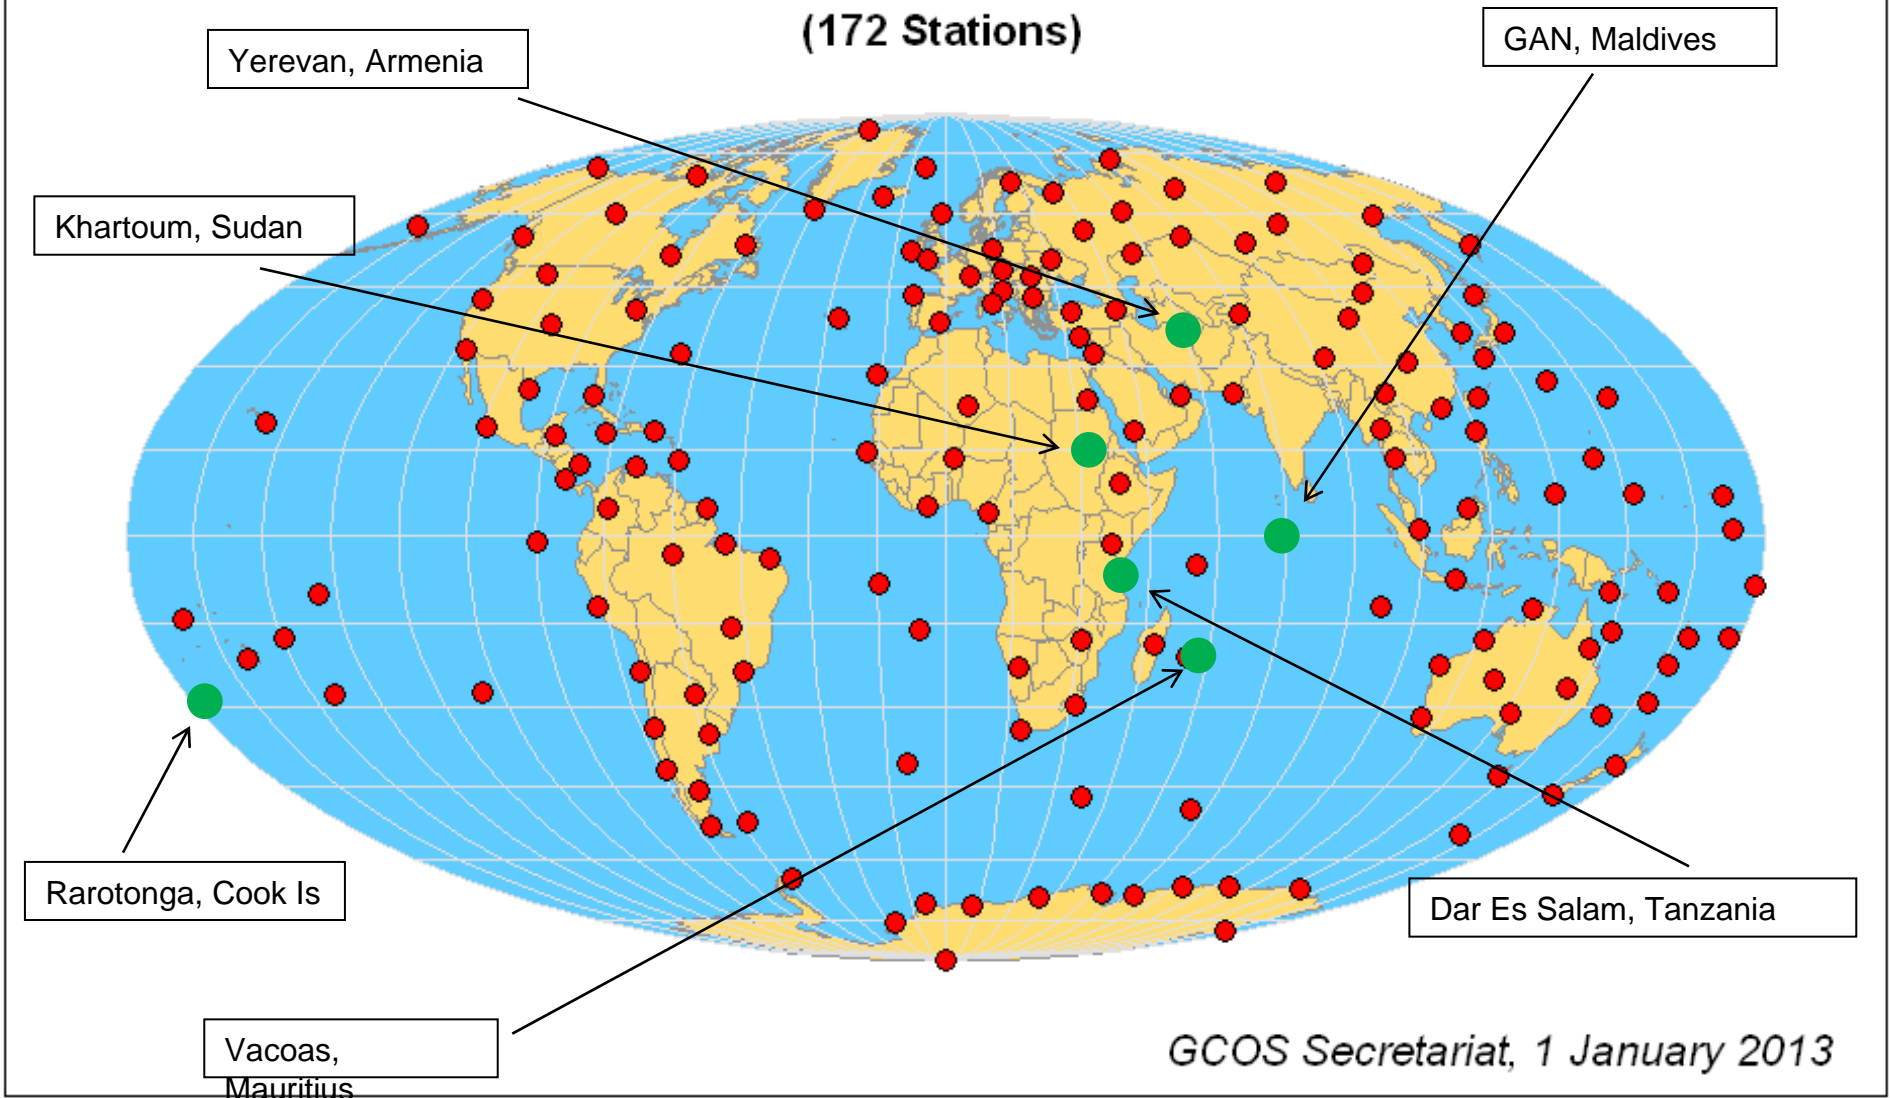 (172 Stations)
Yerevan, Armenia
GAN, Maldives
Khartoum, Sudan
Rarotonga, Cook Is
Dar Es Salam, Tanzania
Vacoas,
Mauritius
GCOS Secretariat, 1 January 2013